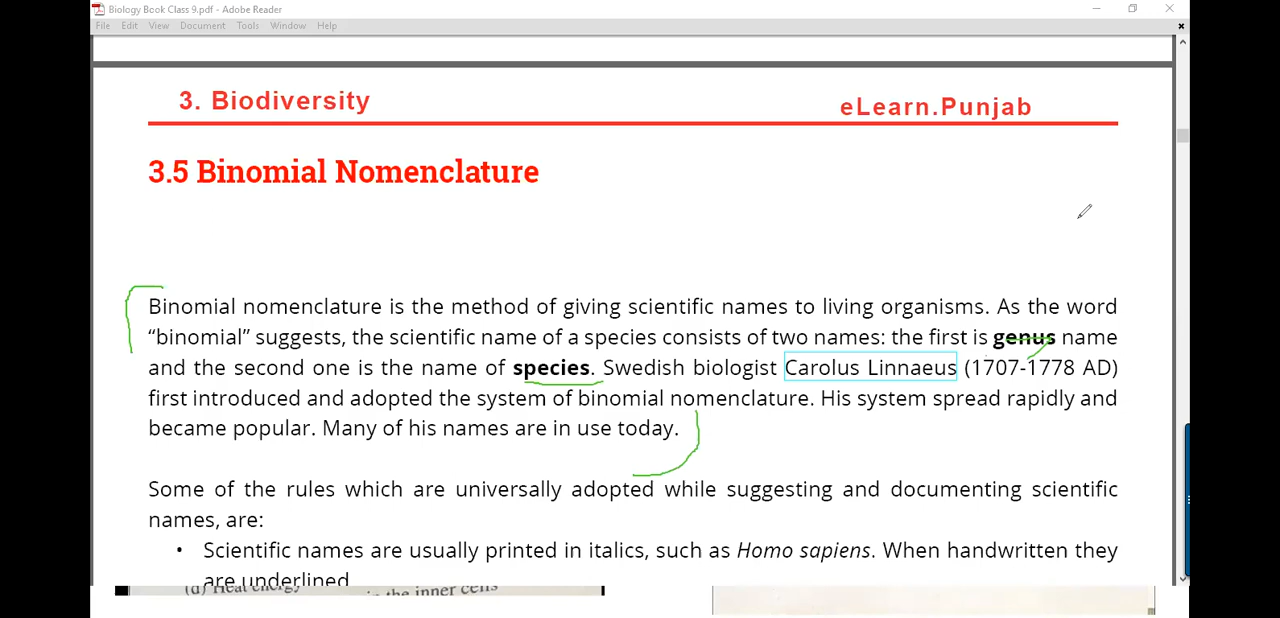 Biology Book Class 9.pdf - Adobe Reader
File Edit View Document Tools Window Help
3. Biodiversity
eLearn.Punjab
3.5 Binomial Nomenclature
Binomial nomenclature is the method of giving scientific names to living organisms. As the word
“binomial” suggests, the scientific name of a species consists of two names: the first is genus name
and the second one is the name of species. Swedish biologist Carolus Linnaeus (1707-1778 AD)
first introduced and adopted the system of binomial nomenclature. His system spread rapidly and
became popular. Many of his names are in use today.
Some of the rules which are universally adopted while suggesting and documenting scientific
names, are:
• Scientific names are usually printed in italics, such as Homo sapiens. When handwritten they
are underlined
(d) Heat energy
in the inner cells